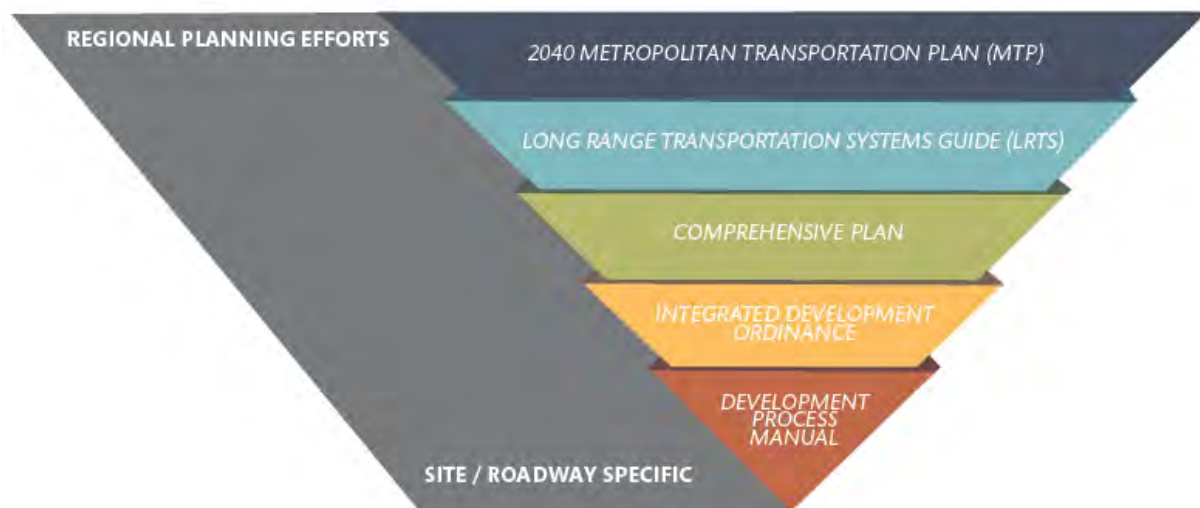 REGIONAL PLANNING EFFORTS
2040 METROPOLITAN TRANSPORTATION PLAN (MTP)
LONG RANGE TRANSPORTATION SYSTEMS GUIDE (LRTS)
COMPREHENSIVE PLAN
INTEGRATED DEVELOPMENT
ORDINANCE
DEVELOPMENT
PROCESS
MANUAL
SITE / ROADWAY SPECIFIC